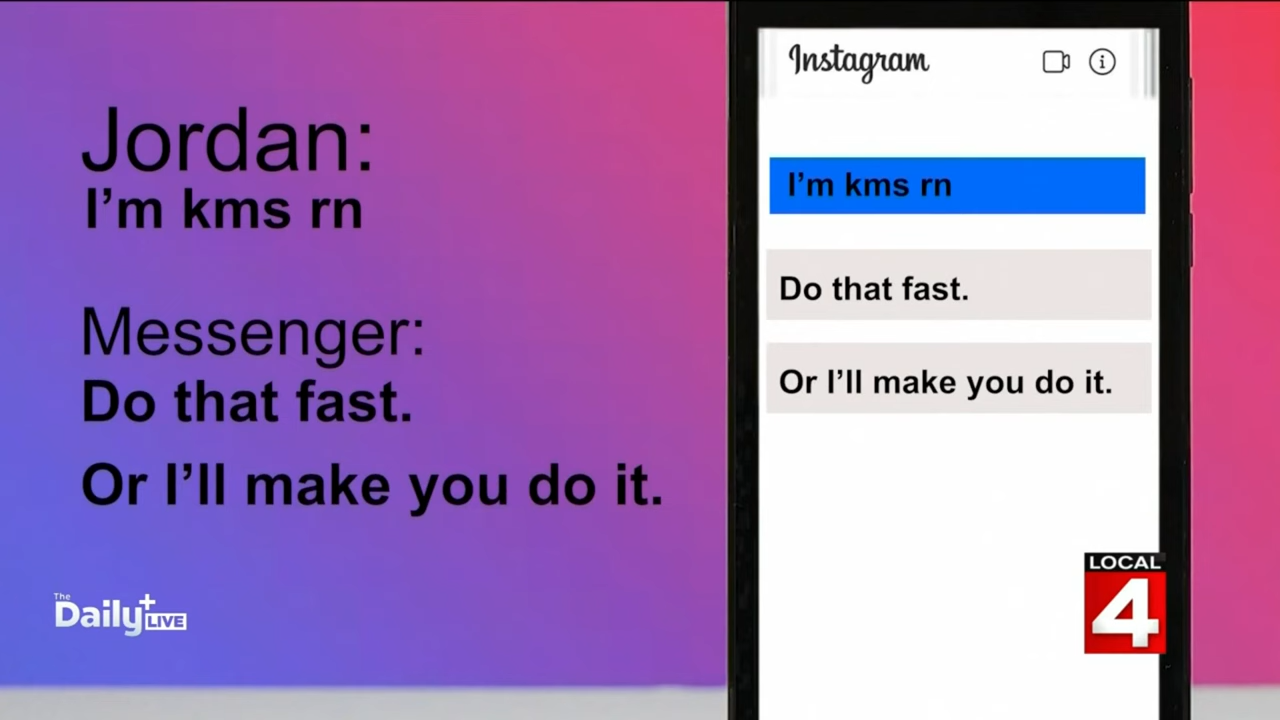 Jordan:
I'm kms rn
Messenger:
Do that fast.
Or I'll make you do it.
The Daily+ LIVE
Instagram
I'm kms rn
Do that fast.
Or I'll make you do it.
LOCAL
4